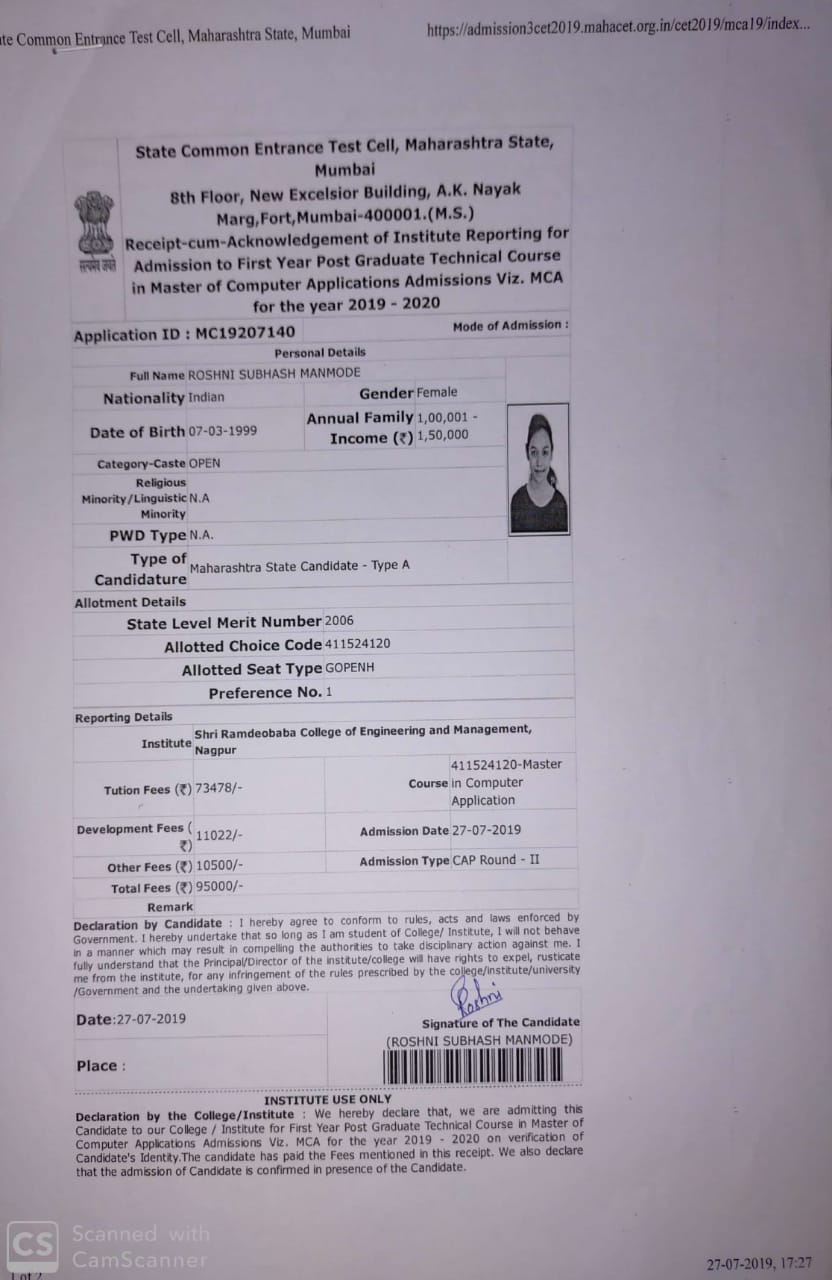 te Common Entrance Test Cell, Maharashtra State, Mumbai
https://admission3cet2019.mahacet.org.in/cet2019/mca19/index...
State Common Entrance Test Cell, Maharashtra State,
Mumbai
8th Floor, New Excelsior Building, A.K. Nayak
Marg,Fort,Mumbai-400001.(M.S.)
Receipt-cum-Acknowledgement of Institute Reporting for
Admission to First Year Post Graduate Technical Course
in Master of Computer Applications Admissions Viz. MCA
for the year 2019 - 2020
सत्यमेव जयते
Application ID : MC19207140
Mode of Admission :
Personal Details
Full Name ROSHNI SUBHASH MANMODE
Nationality Indian
Gender Female
Date of Birth 07-03-1999
Annual Family 1,00,001 -
Income (₹) 1,50,000
Category-Caste OPEN
Religious
Minority/Linguistic N.A
Minority
PWD Type N.A.
Type of
Candidature Maharashtra State Candidate - Type A
Allotment Details
State Level Merit Number 2006
Allotted Choice Code 411524120
Allotted Seat Type GOPENH
Preference No. 1
Reporting Details
Institute Shri Ramdeobaba College of Engineering and Management,
Nagpur
Tution Fees (₹) 73478/-
Course 411524120-Master
in Computer
Application
Development Fees (
₹) 11022/-
Admission Date 27-07-2019
Other Fees (₹) 10500/-
Admission Type CAP Round - II
Total Fees (₹) 95000/-
Remark
Declaration by Candidate : I hereby agree to conform to rules, acts and laws enforced by
Government. I hereby undertake that so long as I am student of College/ Institute, I will not behave
in a manner which may result in compelling the authorities to take disciplinary action against me. I
fully understand that the Principal/Director of the institute/college will have rights to expel, rusticate
me from the institute, for any infringement of the rules prescribed by the college/institute/university
/Government and the undertaking given above.
Roshni
Date:27-07-2019
Signature of The Candidate
(ROSHNI SUBHASH MANMODE)
Place :
INSTITUTE USE ONLY
Declaration by the College/Institute : We hereby declare that, we are admitting this
Candidate to our College / Institute for First Year Post Graduate Technical Course in Master of
Computer Applications Admissions Viz. MCA for the year 2019 - 2020 on verification of
Candidate's Identity.The candidate has paid the Fees mentioned in this receipt. We also declare
that the admission of Candidate is confirmed in presence of the Candidate.
CS
Scanned with
CamScanner
1 of 2
27-07-2019, 17:27